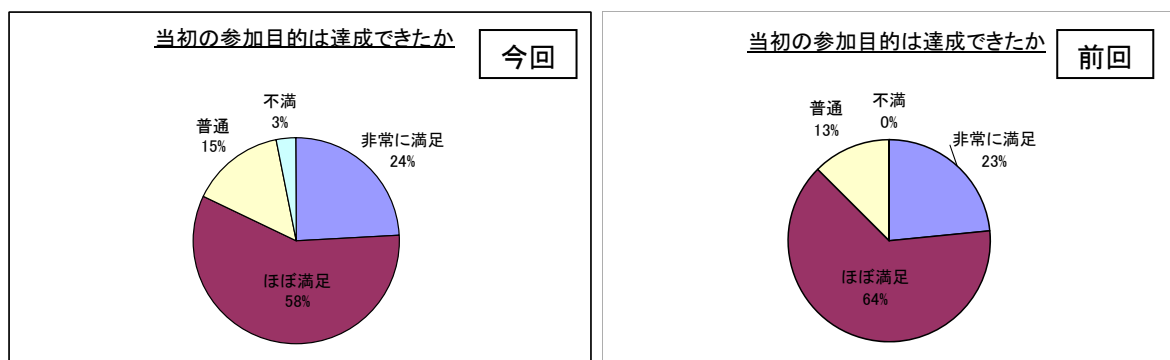 当初の参加目的は達成できたか
今回
不満
3%
普通
15%
非常に満足
24%
ほぼ満足
58%
当初の参加目的は達成できたか
前回
不満
0%
普通
13%
非常に満足
23%
ほぼ満足
64%